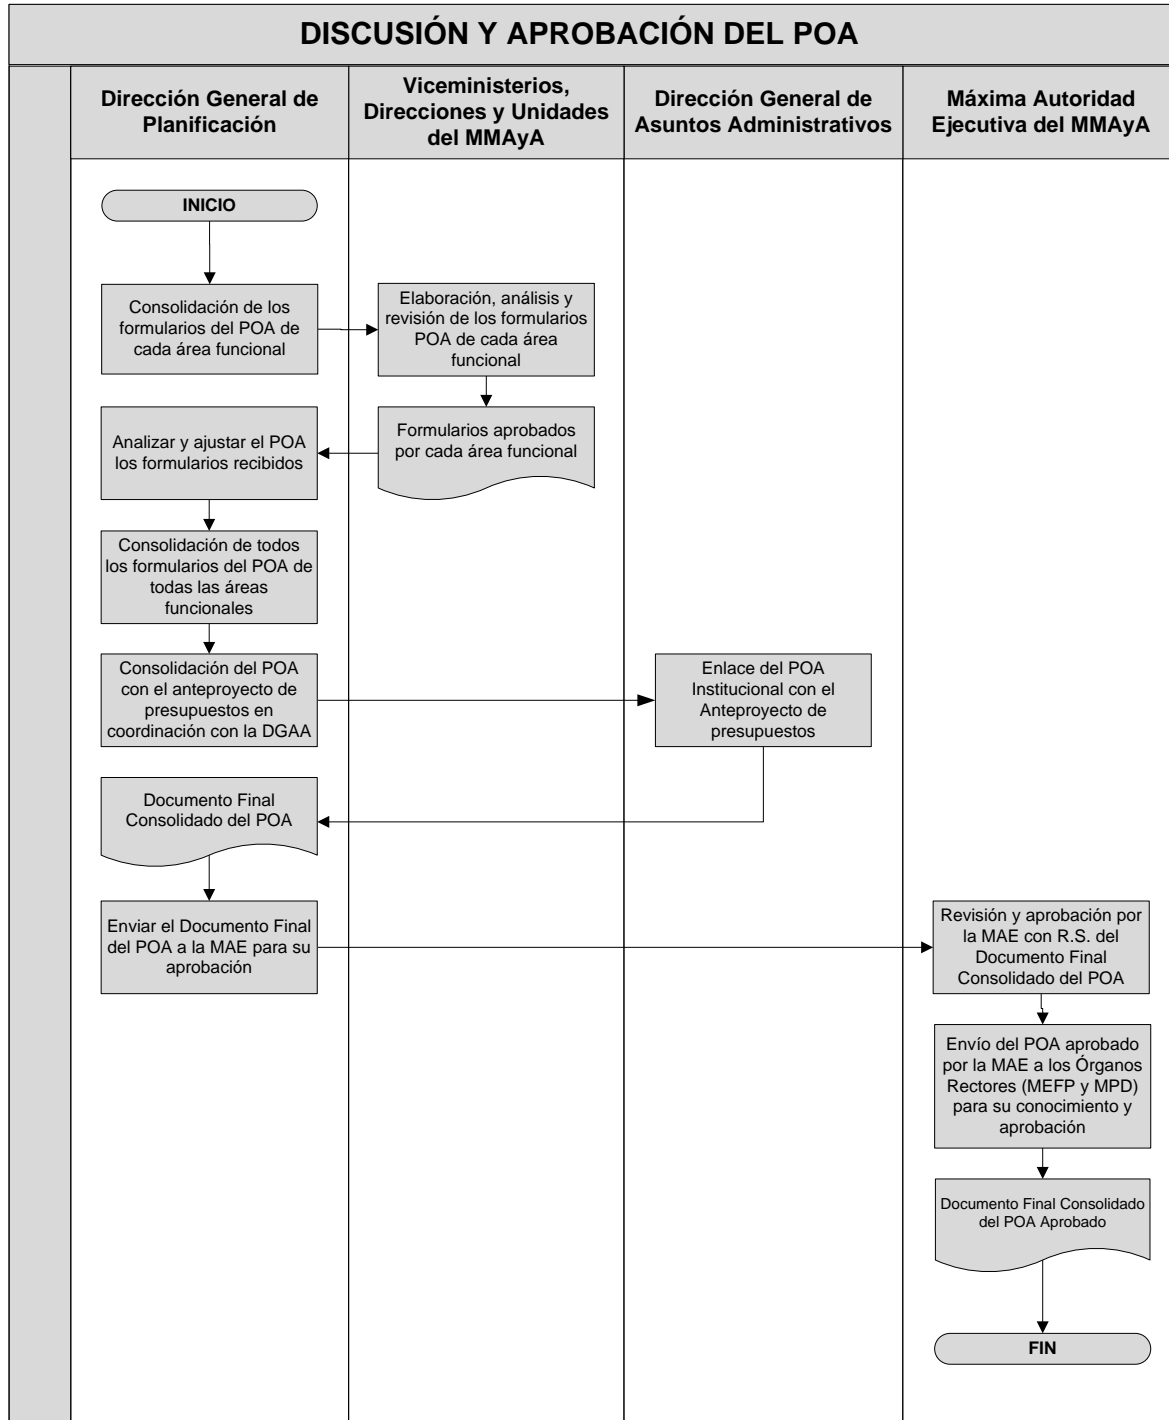 DISCUSIÓN Y APROBACIÓN DEL POA
Dirección General de
Planificación
Viceministerios,
Direcciones y Unidades
del MMAyA
Dirección General de
Asuntos Administrativos
Máxima Autoridad
Ejecutiva del MMAyA
INICIO
Consolidación de los
formularios del POA de
cada área funcional
Elaboración, análisis y
revisión de los formularios
POA de cada área
funcional
Analizar y ajustar el POA
los formularios recibidos
Formularios aprobados
por cada área funcional
Consolidación de todos
los formularios del POA de
todas las áreas
funcionales
Consolidación del POA
con el anteproyecto de
presupuestos en
coordinación con la DGAA
Enlace del POA
Institucional con el
Anteproyecto de
presupuestos
Documento Final
Consolidado del POA
Enviar el Documento Final
del POA a la MAE para su
aprobación
Revisión y aprobación por
la MAE con R.S. del
Documento Final
Consolidado del POA
Envío del POA aprobado
por la MAE a los Órganos
Rectores (MEFP y MPD)
para su conocimiento y
aprobación
Documento Final Consolidado
del POA Aprobado
FIN